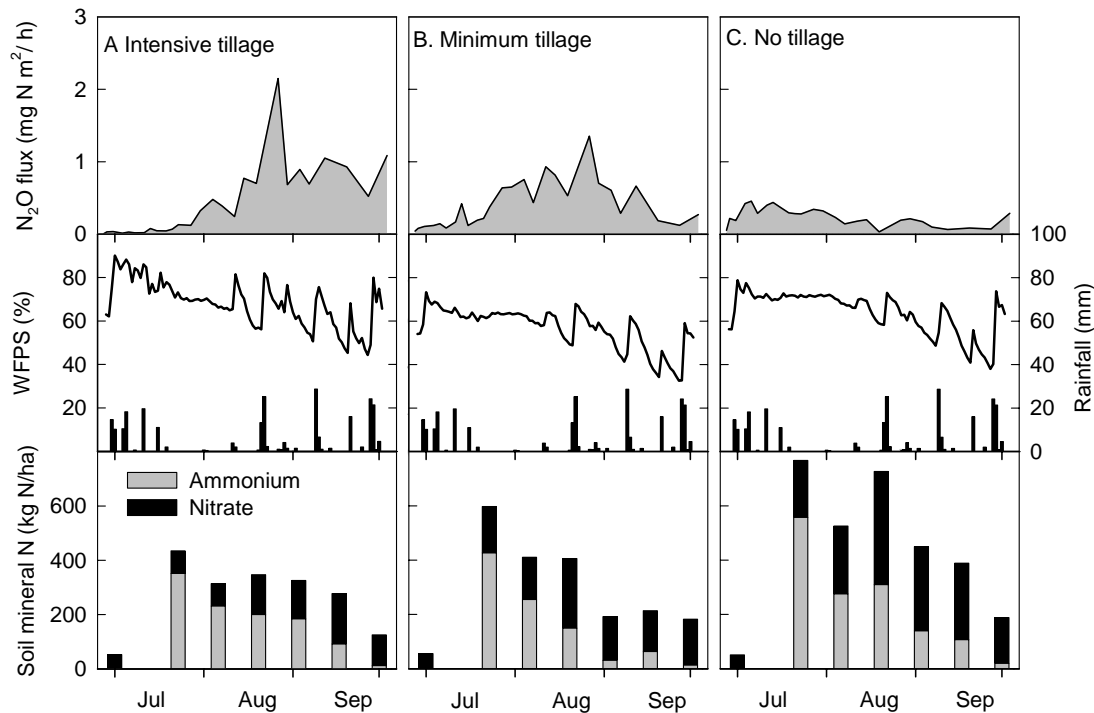 3
2
1
0
N2O flux (mg N m2/ h)
A Intensive tillage
B. Minimum tillage
C. No tillage
80
60
40
20
WFPS (%)
100
80
60
40
20
0
Rainfall (mm)
600
400
200
0
Soil mineral N (kg N/ha)
Ammonium
Nitrate
Jul Aug Sep
Jul Aug Sep
Jul Aug Sep